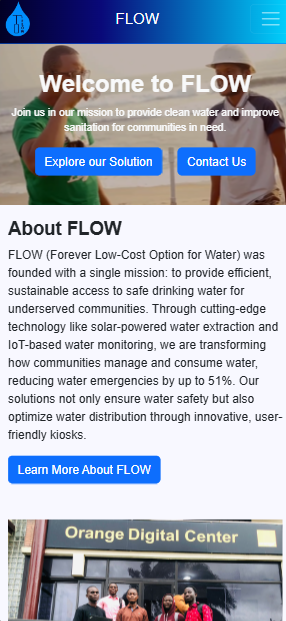 FLOW
Welcome to FLOW
Join us in our mission to provide clean water and improve
sanitation for communities in need.
Explore our Solution
Contact Us
About FLOW
FLOW (Forever Low-Cost Option for Water) was
founded with a single mission: to provide efficient,
sustainable access to safe drinking water for
underserved communities. Through cutting-edge
technology like solar-powered water extraction and
IoT-based water monitoring, we are transforming
how communities manage and consume water,
reducing water emergencies by up to 51%. Our
solutions not only ensure water safety but also
optimize water distribution through innovative, user-
friendly kiosks.
Learn More About FLOW
Orange Digital Center